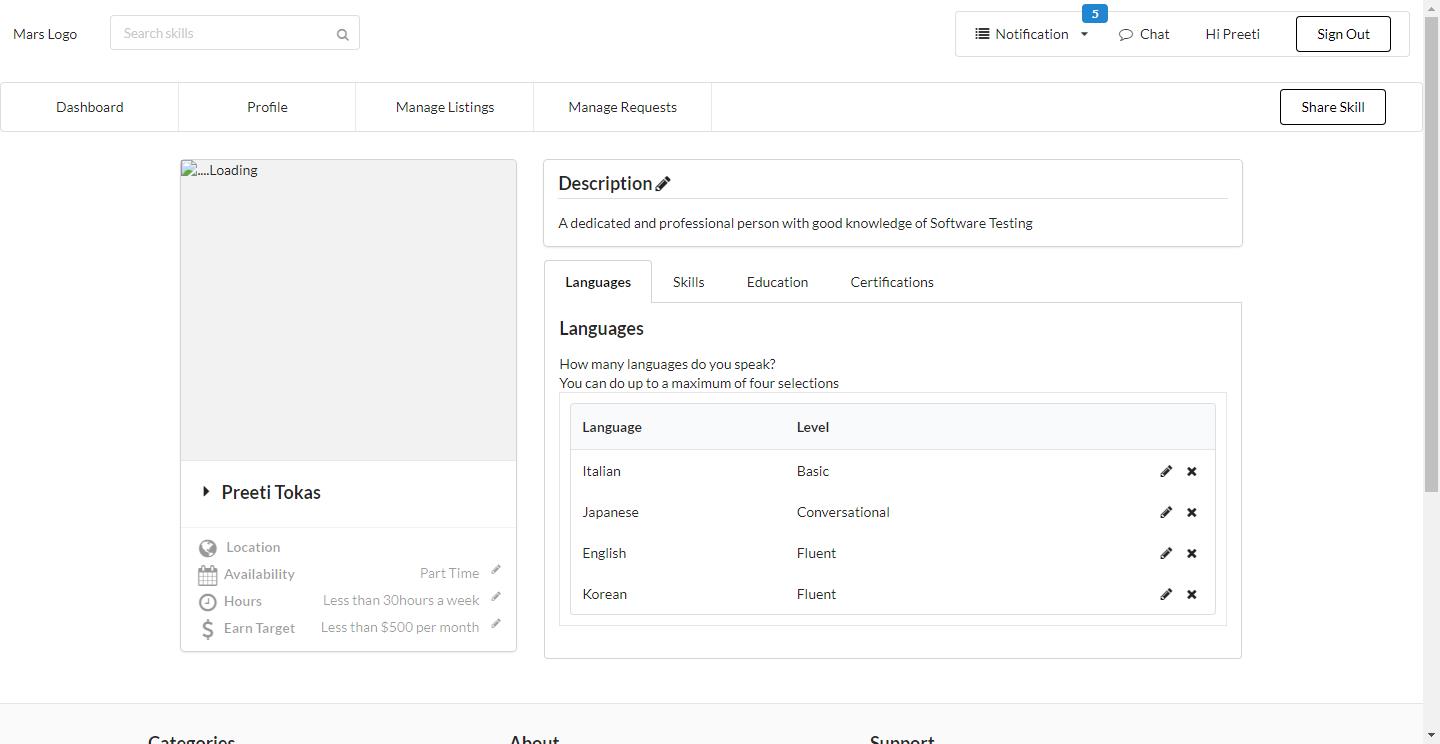 5
Mars Logo Search skills Notification Chat Hi Preeti Sign Out
Dashboard Profile Manage Listings Manage Requests Share Skill
....Loading
Preeti Tokas
Location
Availability Part Time
Hours Less than 30hours a week
Earn Target Less than $500 per month
Description
A dedicated and professional person with good knowledge of Software Testing
Languages Skills Education Certifications
Languages
How many languages do you speak?
You can do up to a maximum of four selections
Language Level
Italian Basic
Japanese Conversational
English Fluent
Korean Fluent
Categories About Support